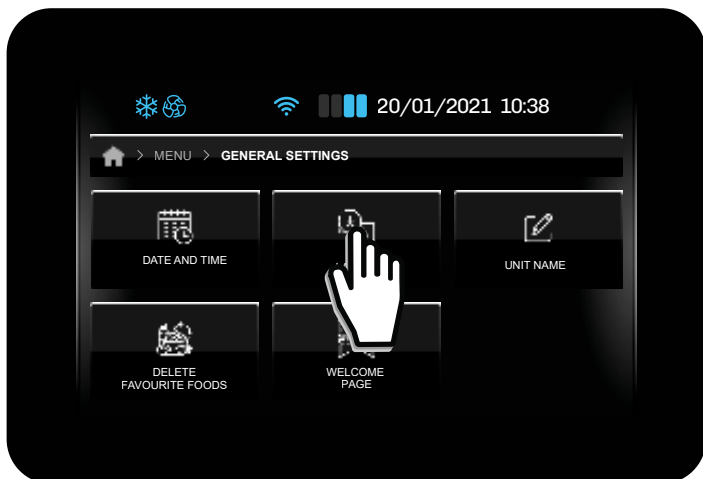 20/01/2021 10:38
> MENU > GENERAL SETTINGS
DATE AND TIME
UNIT NAME
DELETE
FAVOURITE FOODS
WELCOME
PAGE